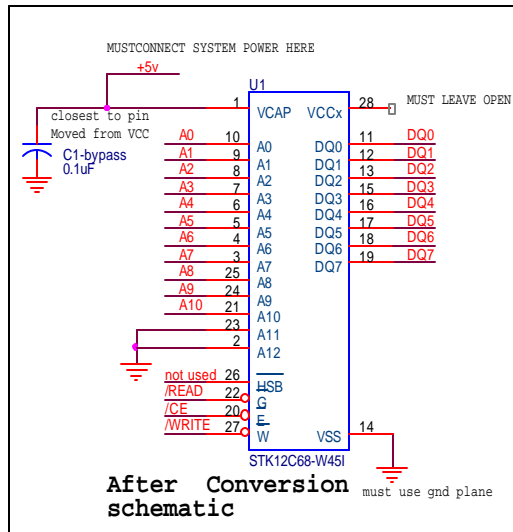 MUSTCONNECT SYSTEM POWER HERE
+5v
U1
1 VCAP VCCx 28 MUST LEAVE OPEN
closest to pin
Moved from VCC
C1-bypass
0.1uF
A0 10 A0 DQ0 11 DQ0
A1 9 A1 DQ1 12 DQ1
A2 8 A2 DQ2 13 DQ2
A3 7 A3 DQ3 15 DQ3
A4 6 A4 DQ4 16 DQ4
A5 5 A5 DQ5 17 DQ5
A6 4 A6 DQ6 18 DQ6
A7 3 A7 DQ7 19 DQ7
A8 25 A8
A9 24 A9
A10 21 A10
23 A11
2 A12
not used 26 HSB
/READ 22 G
/CE 20 E
/WRITE 27 W VSS 14
STK12C68-W45I
must use gnd plane
After Conversion
schematic